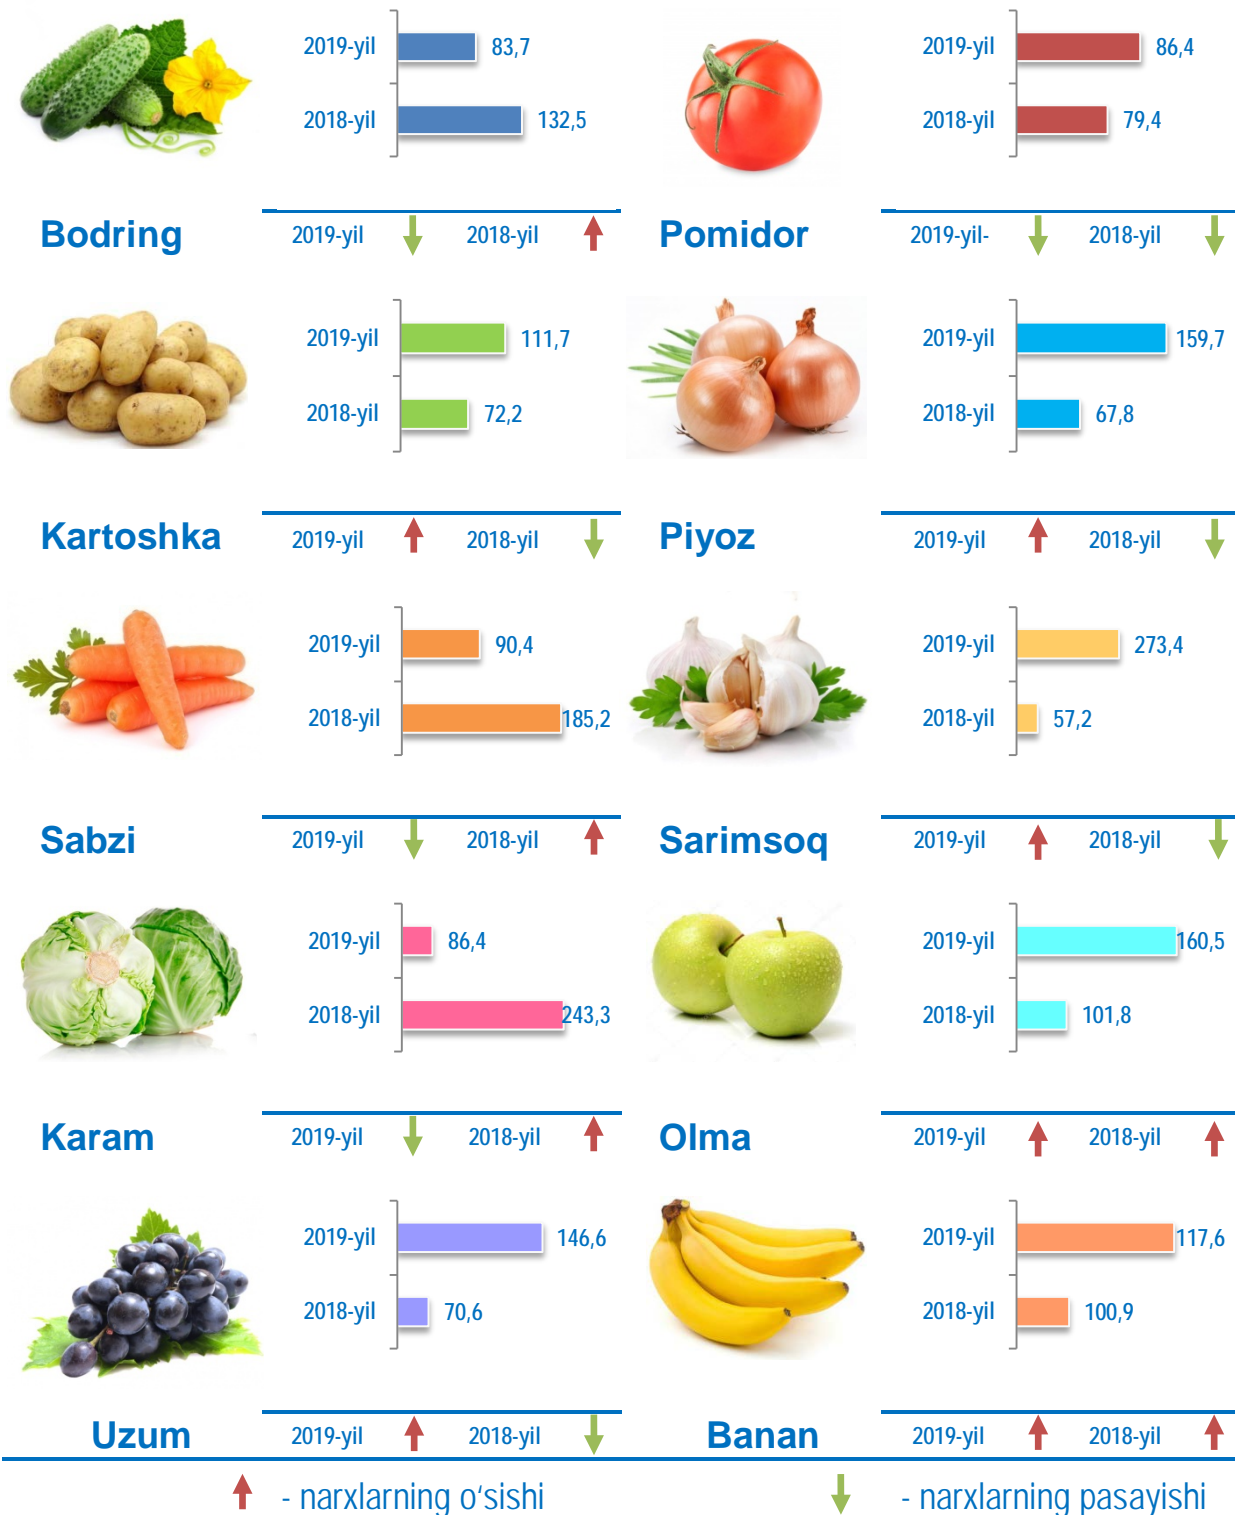 2019-yil 83,7
2018-yil 132,5
Bodring 2019-yil 2018-yil
2019-yil 86,4
2018-yil 79,4
Pomidor 2019-yil- 2018-yil
2019-yil 111,7
2018-yil 72,2
Kartoshka 2019-yil 2018-yil
2019-yil 159,7
2018-yil 67,8
Piyoz 2019-yil 2018-yil
2019-yil 90,4
2018-yil 185,2
Sabzi 2019-yil 2018-yil
2019-yil 273,4
2018-yil 57,2
Sarimsoq 2019-yil 2018-yil
2019-yil 86,4
2018-yil 243,3
Karam 2019-yil 2018-yil
2019-yil 160,5
2018-yil 101,8
Olma 2019-yil 2018-yil
2019-yil 146,6
2018-yil 70,6
Uzum 2019-yil 2018-yil
2019-yil 117,6
2018-yil 100,9
Banan 2019-yil 2018-yil
- narxlarning o‘sishi
- narxlarning pasayishi